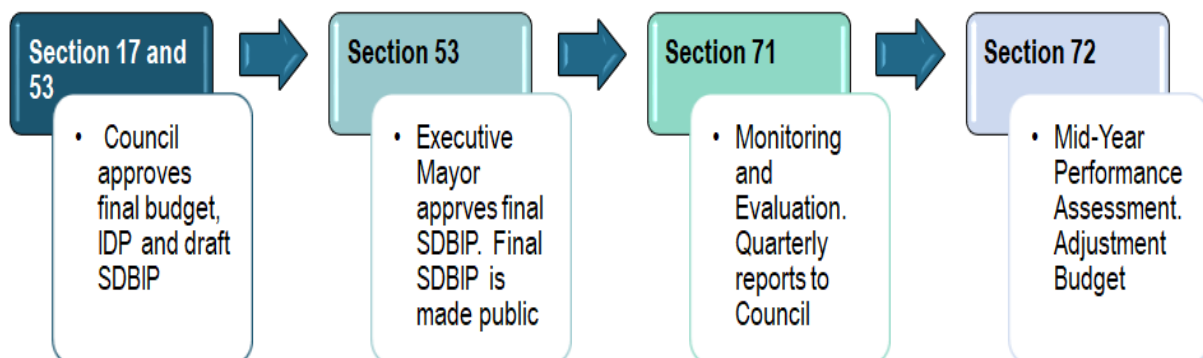 Section 17 and
53
• Council
approves
final budget,
IDP and draft
SDBIP
Section 53
• Executive
Mayor
apprves final
SDBIP. Final
SDBIP is
made public
Section 71
• Monitoring
and
Evaluation.
Quarterly
reports to
Council
Section 72
• Mid-Year
Performance
Assessment.
Adjustment
Budget